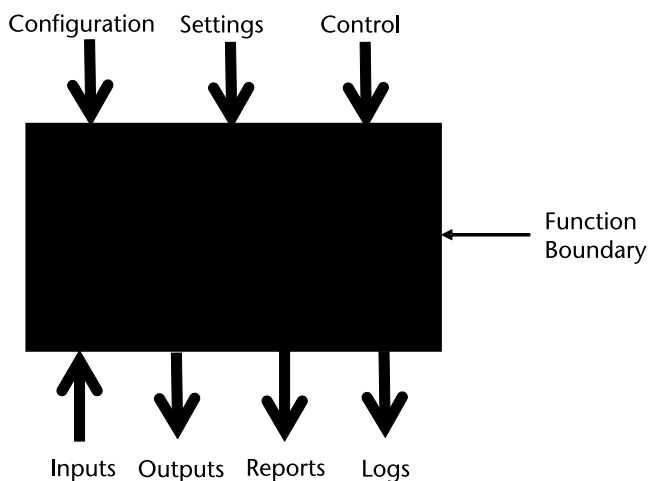 Configuration Settings Control
Function
Boundary
Inputs Outputs Reports Logs